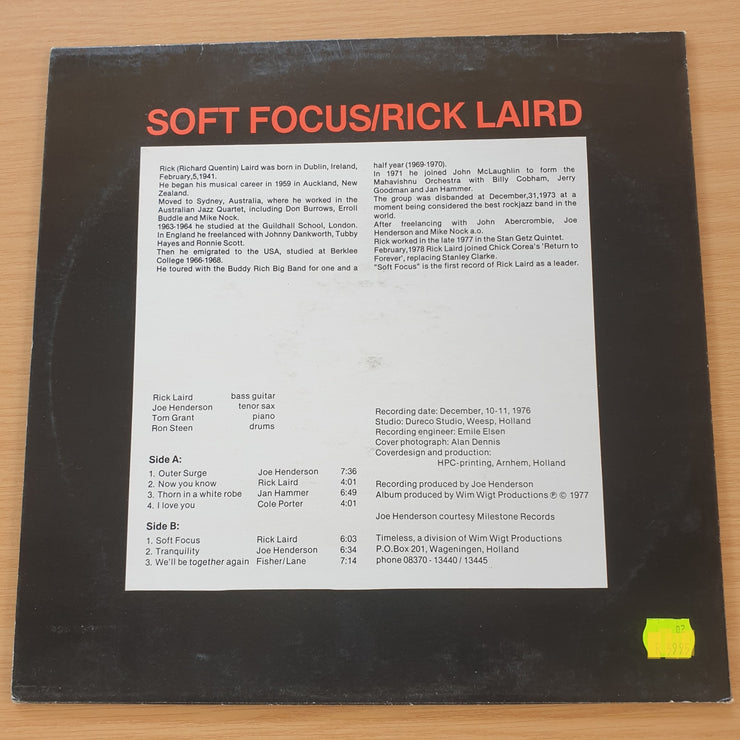 SOFT FOCUS/RICK LAIRD
Rick (Richard Quentin) Laird was born in Dublin, Ireland,
February,5,1941.
He began his musical career in 1959 in Auckland, New
Zealand.
Moved to Sydney, Australia, where he worked in the
Australian Jazz Quartet, including Don Burrows, Erroll
Buddle and Mike Nock.
1963-1964 he studied at the Guildhall School, London.
In England he freelanced with Johnny Dankworth, Tubby
Hayes and Ronnie Scott.
Then he emigrated to the USA, studied at Berklee
College 1966-1968.
He toured with the Buddy Rich Big Band for one and a
half year (1969-1970).
In 1971 he joined John McLaughlin to form the
Mahavishnu Orchestra with Billy Cobham, Jerry
Goodman and Jan Hammer.
The group was disbanded at December,31,1973 at a
moment being considered the best rockjazz band in the
world.
After freelancing with John Abercrombie, Joe
Henderson and Mike Nock a.o.
Rick worked in the late 1977 in the Stan Getz Quintet.
February,1978 Rick Laird joined Chick Corea's 'Return to
Forever', replacing Stanley Clarke.
"Soft Focus" is the first record of Rick Laird as a leader.
Rick Laird bass guitar
Joe Henderson tenor sax
Tom Grant piano
Ron Steen drums
Side A:
1. Outer Surge Joe Henderson 7:36
2. Now you know Rick Laird 4:01
3. Thorn in a white robe Jan Hammer 6:49
4. I love you Cole Porter 4:01
Side B:
1. Soft Focus Rick Laird 6:03
2. Tranquility Joe Henderson 6:34
3. We'll be together again Fisher/Lane 7:14
Recording date: December, 10-11, 1976
Studio: Dureco Studio, Weesp, Holland
Recording engineer: Emile Elsen
Cover photograph: Alan Dennis
Coverdesign and production:
HPC-printing, Arnhem, Holland
Recording produced by Joe Henderson
Album produced by Wim Wigt Productions ℗ © 1977
Joe Henderson courtesy Milestone Records
Timeless, a division of Wim Wigt Productions
P.O.Box 201, Wageningen, Holland
phone 08370 - 13440 / 13445